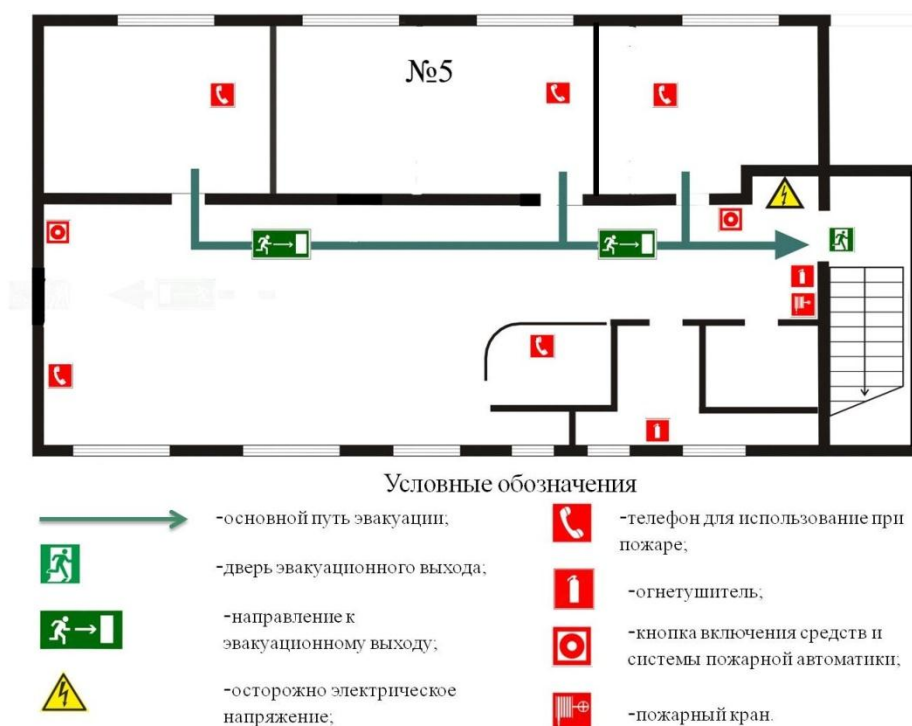 №5
Условные обозначения
-основной путь эвакуации;
-дверь эвакуационного выхода;
-направление к
эвакуационному выходу;
-осторожно электрическое
напряжение;
-телефон для использование при
пожаре;
-огнетушитель;
-кнопка включения средств и
системы пожарной автоматики;
-пожарный кран.